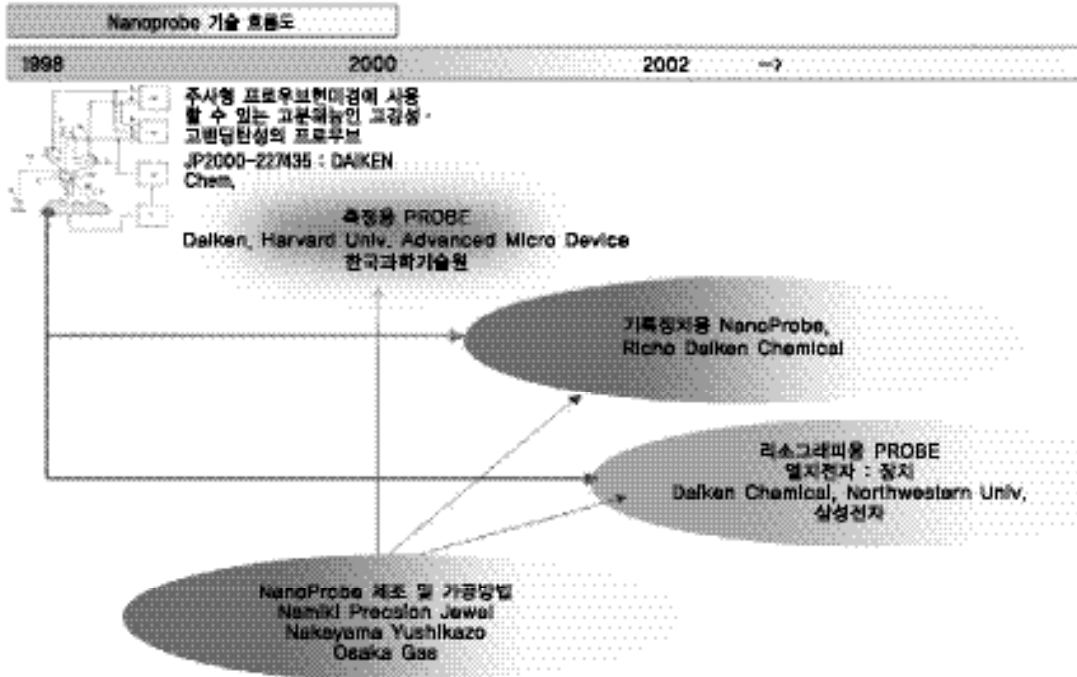 Nanoprobe 기술 흐름도
1998 2000 2002 -->
주사형 프로우브현미경에 사용
할 수 있는 고분해능인 고강성 ·
고밴딩탄성의 프로우브
JP2000-227435 : DAIKEN
Chem,
측정용 PROBE
Daiken, Harvard Univ. Advanced Micro Device
한국과학기술원
기록장치용 NanoProbe,
Richo Daiken Chemical
리소그래피용 PROBE
엘지전자 : 장치
Daiken Chemical, Northwestern Univ,
삼성전자
NanoProbe 제조 및 가공방법
Namiki Precsion Jewel
Nakayama Yushikazo
Osaka Gas